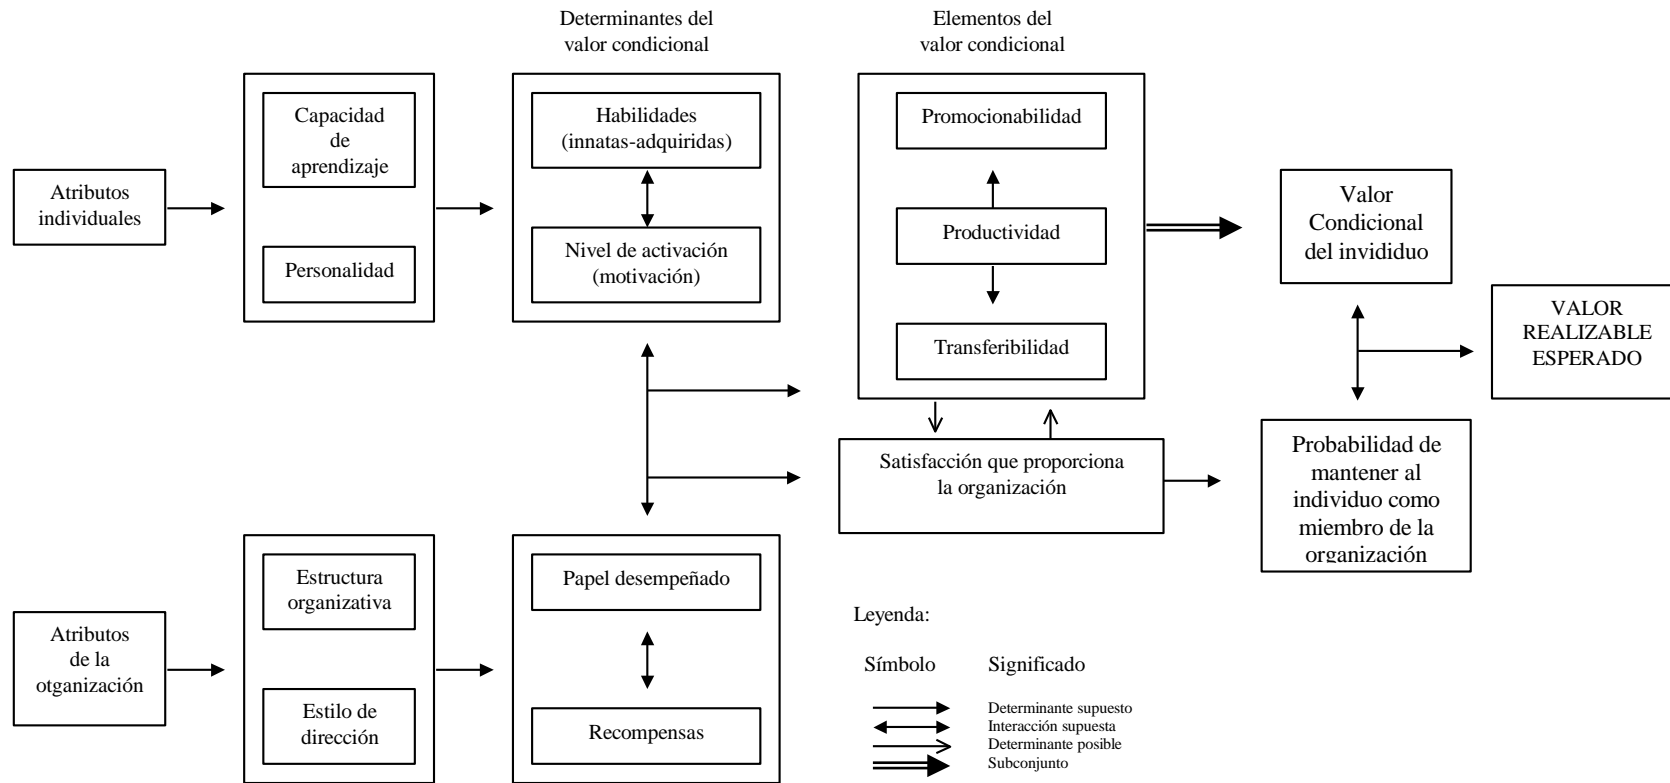 Determinantes del
valor condicional
Elementos del
valor condicional
Atributos
individuales
Capacidad
de
aprendizaje
Personalidad
Habilidades
(innatas-adquiridas)
Nivel de activación
(motivación)
Promocionabilidad
Productividad
Transferibilidad
Valor
Condicional
del invididuo
VALOR
REALIZABLE
ESPERADO
Satisfacción que proporciona
la organización
Probabilidad de
mantener al
individuo como
miembro de la
organización
Atributos
de la
otganización
Estructura
organizativa
Estilo de
dirección
Papel desempeñado
Recompensas
Leyenda:
Símbolo Significado
Determinante supuesto
Interacción supuesta
Determinante posible
Subconjunto